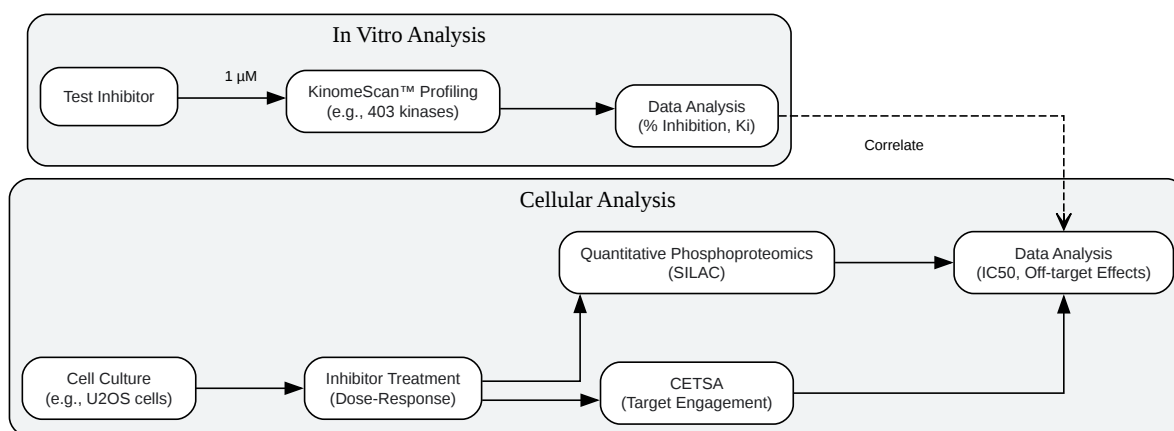 In Vitro Analysis
1 µM
Test Inhibitor
KinomeScan™ Profiling
(e.g., 403 kinases)
Data Analysis
(% Inhibition, Ki)
Correlate
Cellular Analysis
Quantitative Phosphoproteomics
(SILAC)
Data Analysis
(IC50, Off-target Effects)
Cell Culture
(e.g., U2OS cells)
Inhibitor Treatment
(Dose-Response)
CETSA
(Target Engagement)